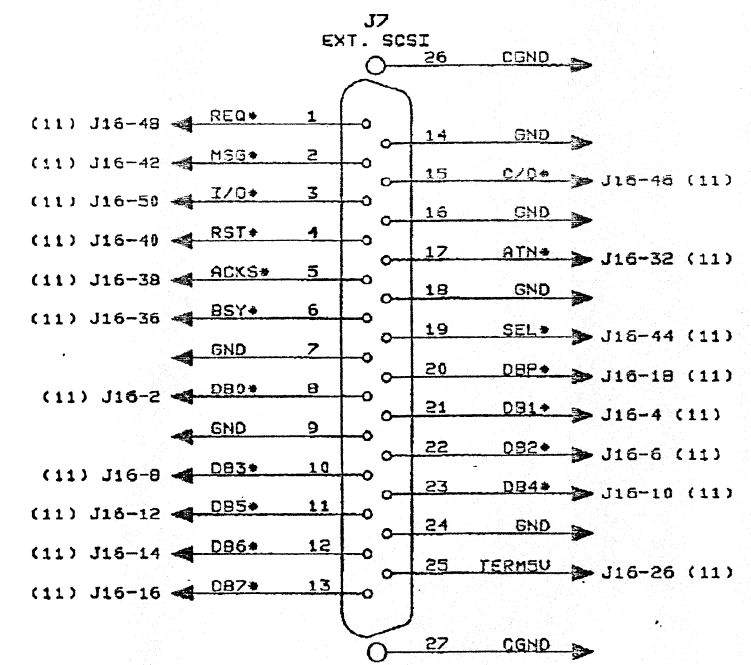 J7
EXT. SCSI
26 CGND
(11) J16-48 REQ* 1
14 GND
(11) J16-42 MSG* 2
15 C/D* J16-46 (11)
(11) J16-50 I/O* 3
16 GND
(11) J16-40 RST* 4
17 ATN* J16-32 (11)
(11) J16-38 ACKS* 5
18 GND
(11) J16-36 BSY* 6
19 SEL* J16-44 (11)
GND 7
20 DBP* J16-18 (11)
(11) J16-2 DB0* 8
21 DB1* J16-4 (11)
GND 9
22 DB2* J16-6 (11)
(11) J16-8 DB3* 10
23 DB4* J16-10 (11)
(11) J16-12 DB5* 11
24 GND
(11) J16-14 DB6* 12
25 TERM5V J16-26 (11)
(11) J16-16 DB7* 13
27 CGND